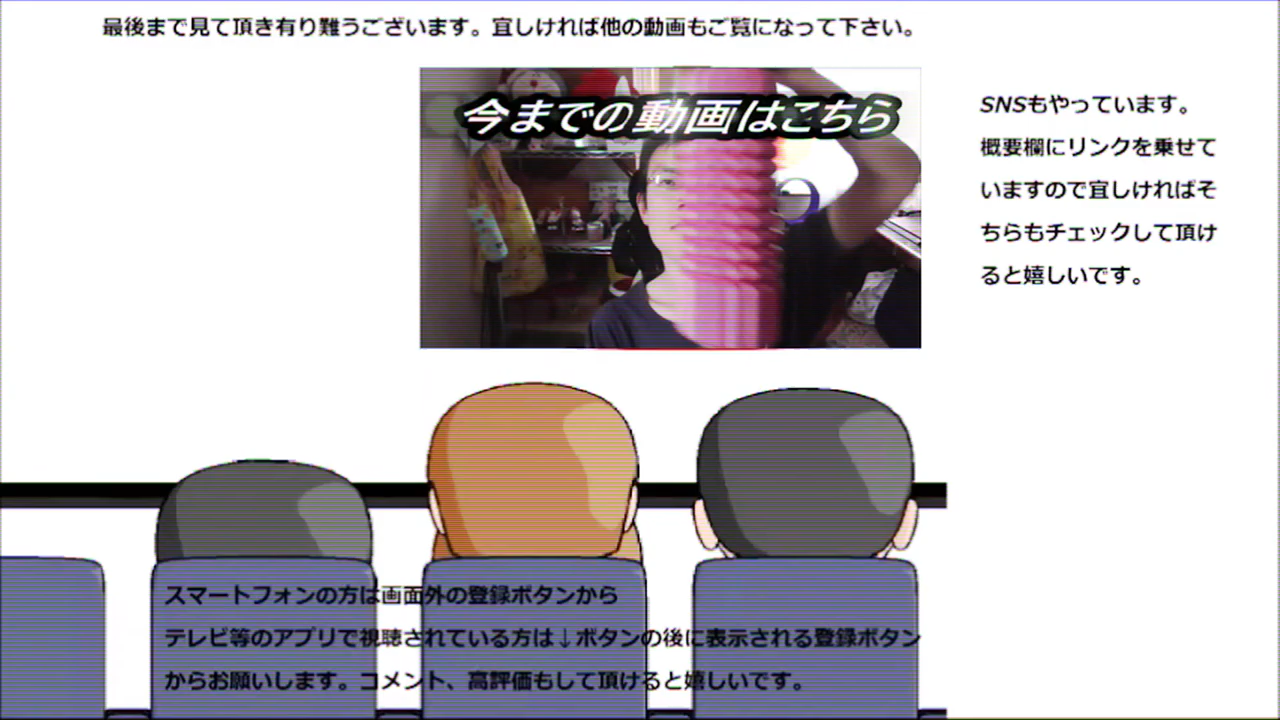 最後まで見て頂き有り難うございます。宜しければ他の動画もご覧になって下さい。
今までの動画はこちら
SNSもやっています。
概要欄にリンクを乗せて
いますので宜しければそ
ちらもチェックして頂け
ると嬉しいです。
スマートフォンの方は画面外の登録ボタンから
テレビ等のアプリで視聴されている方は↓ボタンの後に表示される登録ボタン
からお願いします。コメント、高評価もして頂けると嬉しいです。